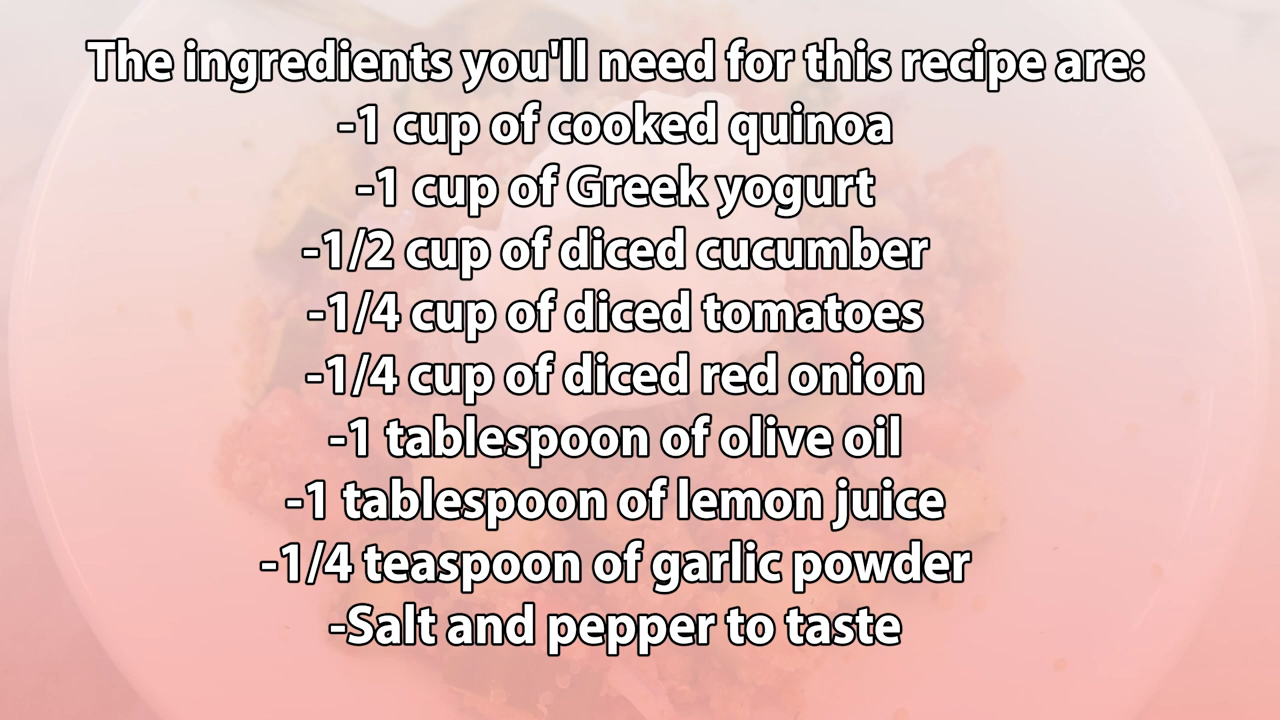 The ingredients you'll need for this recipe are:
-1 cup of cooked quinoa
-1 cup of Greek yogurt
-1/2 cup of diced cucumber
-1/4 cup of diced tomatoes
-1/4 cup of diced red onion
-1 tablespoon of olive oil
-1 tablespoon of lemon juice
-1/4 teaspoon of garlic powder
-Salt and pepper to taste